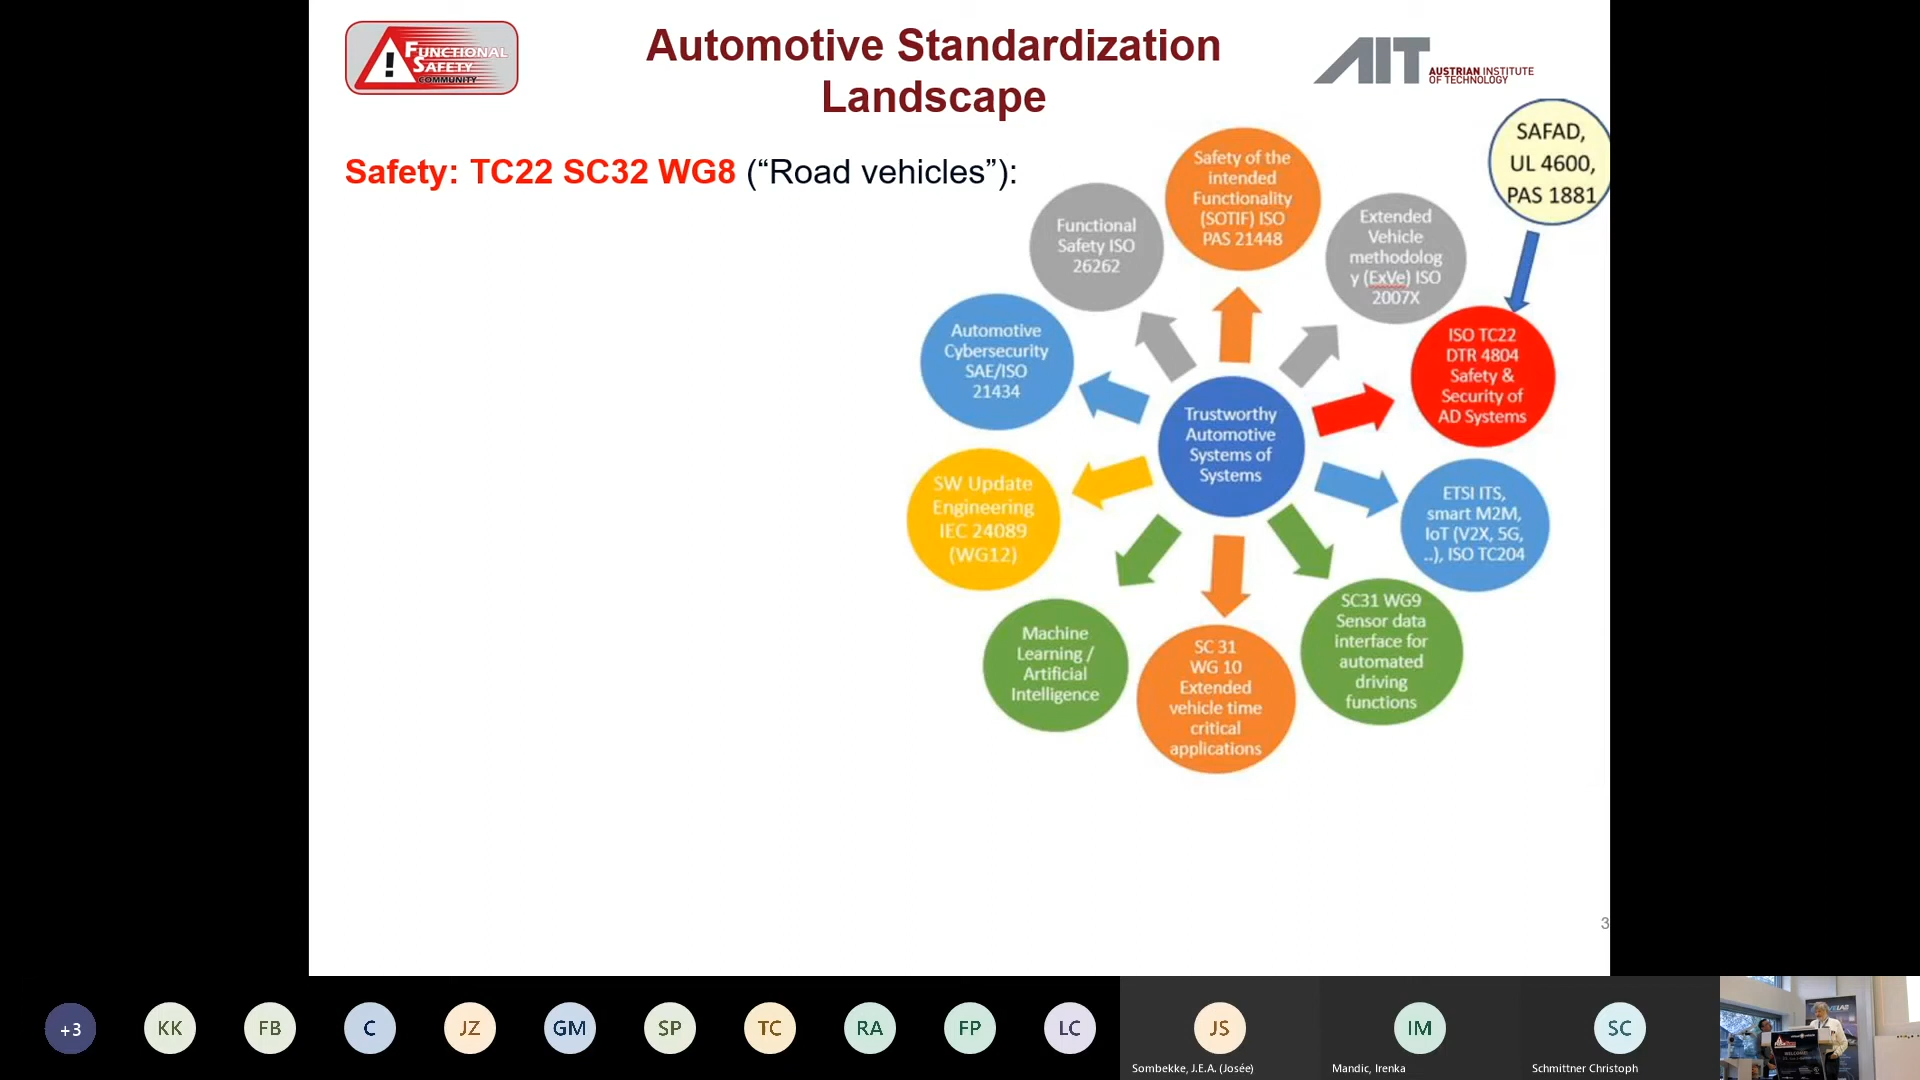 FUNCTIONAL
SAFETY
COMMUNITY
Automotive Standardization
Landscape
AIT
AUSTRIAN INSTITUTE
OF TECHNOLOGY
Safety: TC22 SC32 WG8 (“Road vehicles”):
SAFAD,
UL 4600,
PAS 1881
Safety of the
intended
Functionality
(SOTIF) ISO
PAS 21448
Functional
Safety ISO
26262
Extended
Vehicle
methodolog
y (ExVe) ISO
2007X
Automotive
Cybersecurity
SAE/ISO
21434
ISO TC22
DTR 4804
Safety &
Security of
AD Systems
Trustworthy
Automotive
Systems of
Systems
SW Update
Engineering
IEC 24089
(WG12)
ETSI ITS,
smart M2M,
IoT (V2X, 5G,
..), ISO TC204
Machine
Learning /
Artificial
Intelligence
SC 31
WG 10
Extended
vehicle time
critical
applications
SC31 WG9
Sensor data
interface for
automated
driving
functions
3
+3
KK
FB
C
JZ
GM
SP
TC
RA
FP
LC
JS
IM
SC
Sombekke, J.E.A. (Josée)
Mandic, Irenka
Schmittner Christoph